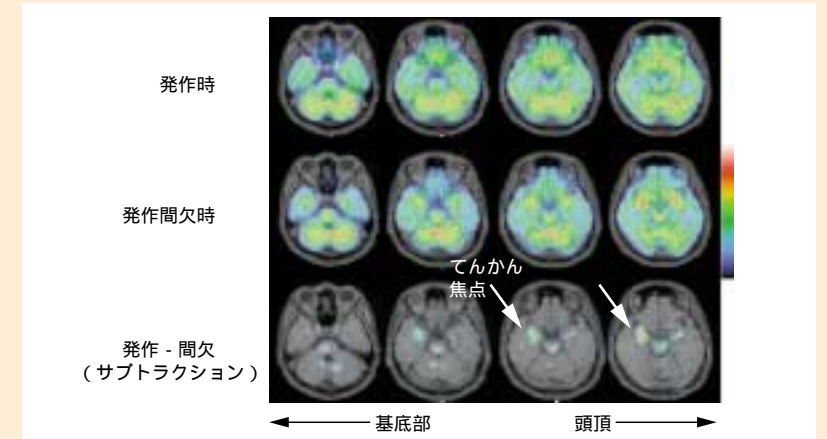 発作時
発作間欠時
てんかん
焦点
発作 - 間欠
(サブトラクション)
基底部
頭頂